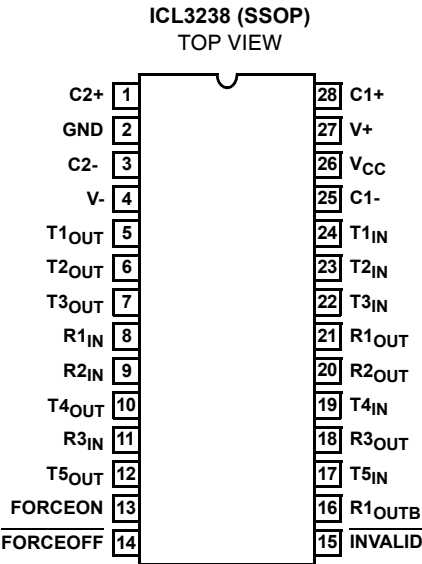 ICL3238 (SSOP)
TOP VIEW
C2+ 1 28 C1+
GND 2 27 V+
C2- 3 26 VCC
V- 4 25 C1-
T1OUT 5 24 T1IN
T2OUT 6 23 T2IN
T3OUT 7 22 T3IN
R1IN 8 21 R1OUT
R2IN 9 20 R2OUT
T4OUT 10 19 T4IN
R3IN 11 18 R3OUT
T5OUT 12 17 T5IN
FORCEON 13 16 R1OUTB
FORCEOFF 14 15 INVALID